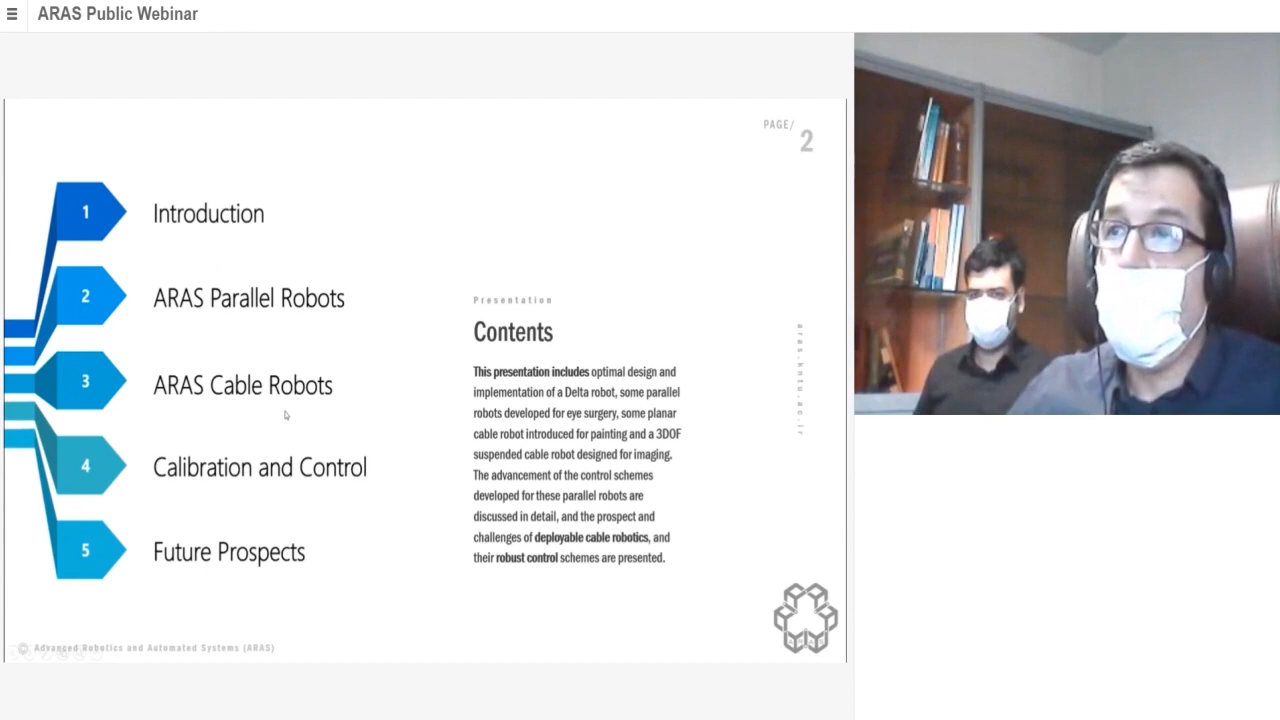 ARAS Public Webinar
PAGE/
2
1
Introduction
2
ARAS Parallel Robots
3
ARAS Cable Robots
4
Calibration and Control
5
Future Prospects
Presentation
Contents
This presentation includes optimal design and
implementation of a Delta robot, some parallel
robots developed for eye surgery, some planar
cable robot introduced for painting and a 3DOF
suspended cable robot designed for imaging.
The advancement of the control schemes
developed for these parallel robots are
discussed in detail, and the prospect and
challenges of deployable cable robotics, and
their robust control schemes are presented.
aras.kntu.ac.ir
© Advanced Robotics and Automated Systems (ARAS)